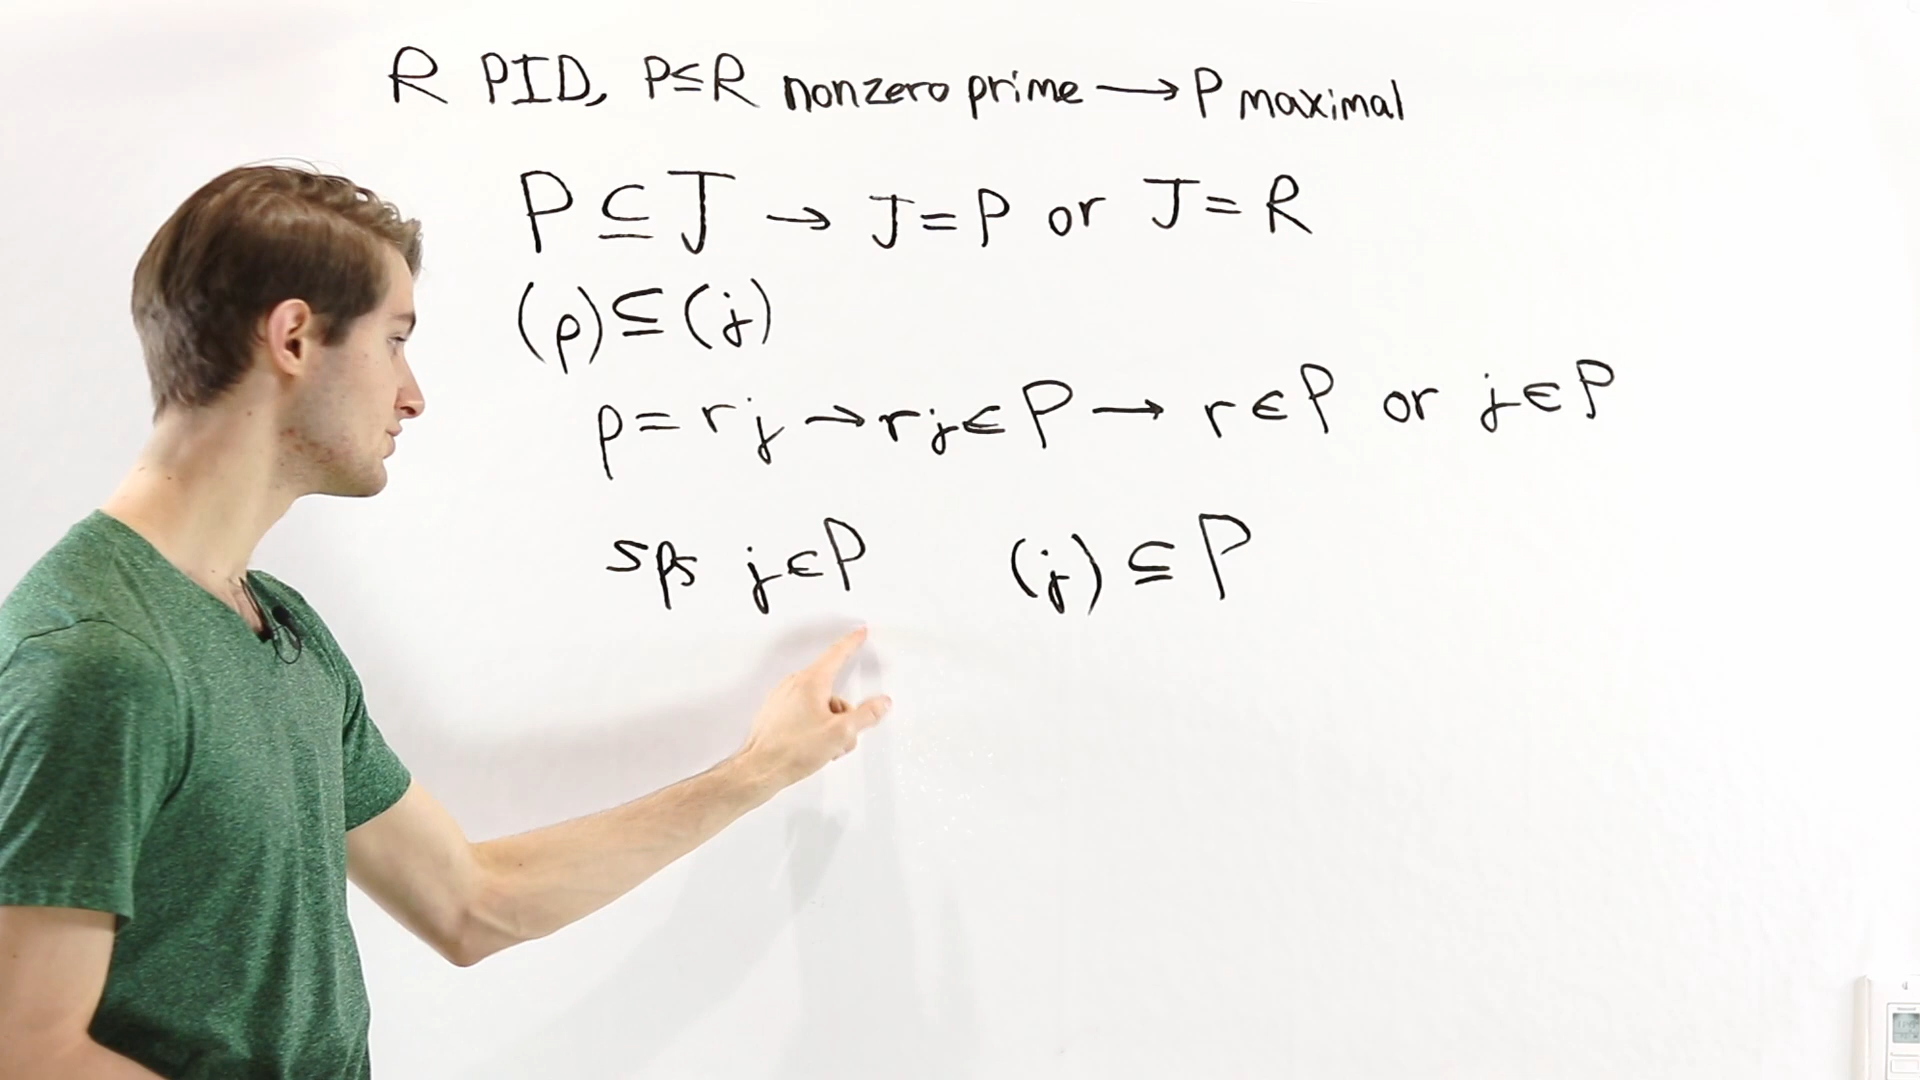 R PID, P≤R nonzero prime → P maximal
P ⊆ J → J = P or J = R
(p) ⊆ (j)
p = rj → rj ∈ P → r ∈ P or j ∈ P
sps j ∈ P (j) ⊆ P